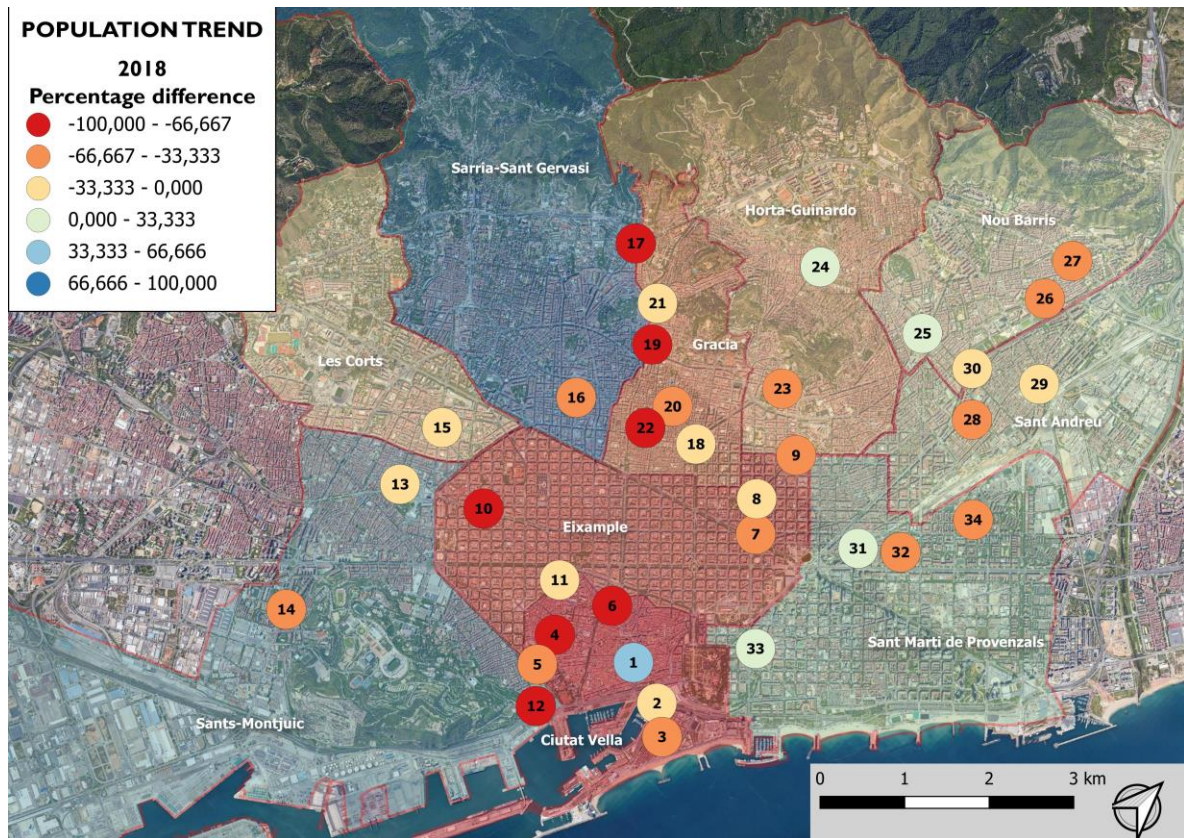 POPULATION TREND
2018
Percentage difference
-100,000 - -66,667
-66,667 - -33,333
-33,333 - 0,000
0,000 - 33,333
33,333 - 66,666
66,666 - 100,000
Sarria-Sant Gervasi
Horta-Guinardo
Nou Barris
17
24
27
26
21
25
Les Corts
19
Gracia
30
29
16
20
23
28
Sant Andreu
15
22
18
9
13
8
10
Eixample
7
34
31
32
11
14
6
4
33
Sant Marti de Provenzals
5
1
12
2
Sants-Montjuic
Ciutat Vella
3
0 1 2 3 km